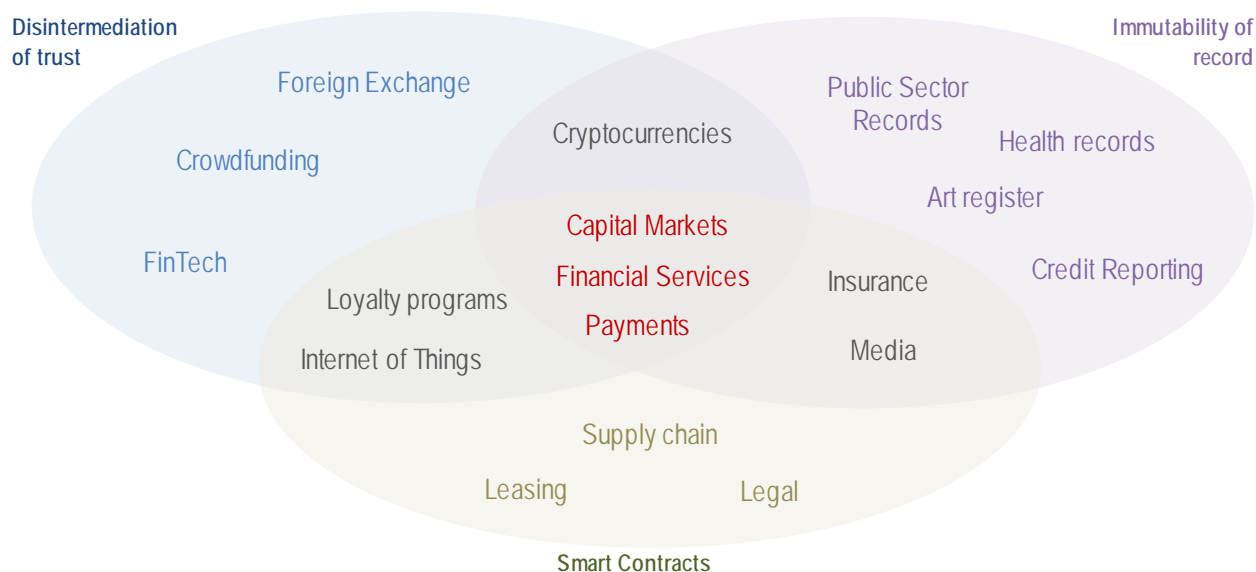 Disintermediation
of trust
Immutability of
record
Foreign Exchange
Public Sector
Records
Cryptocurrencies
Health records
Crowdfunding
Art register
Capital Markets
FinTech
Financial Services
Insurance
Credit Reporting
Loyalty programs
Payments
Internet of Things
Media
Supply chain
Leasing
Legal
Smart Contracts